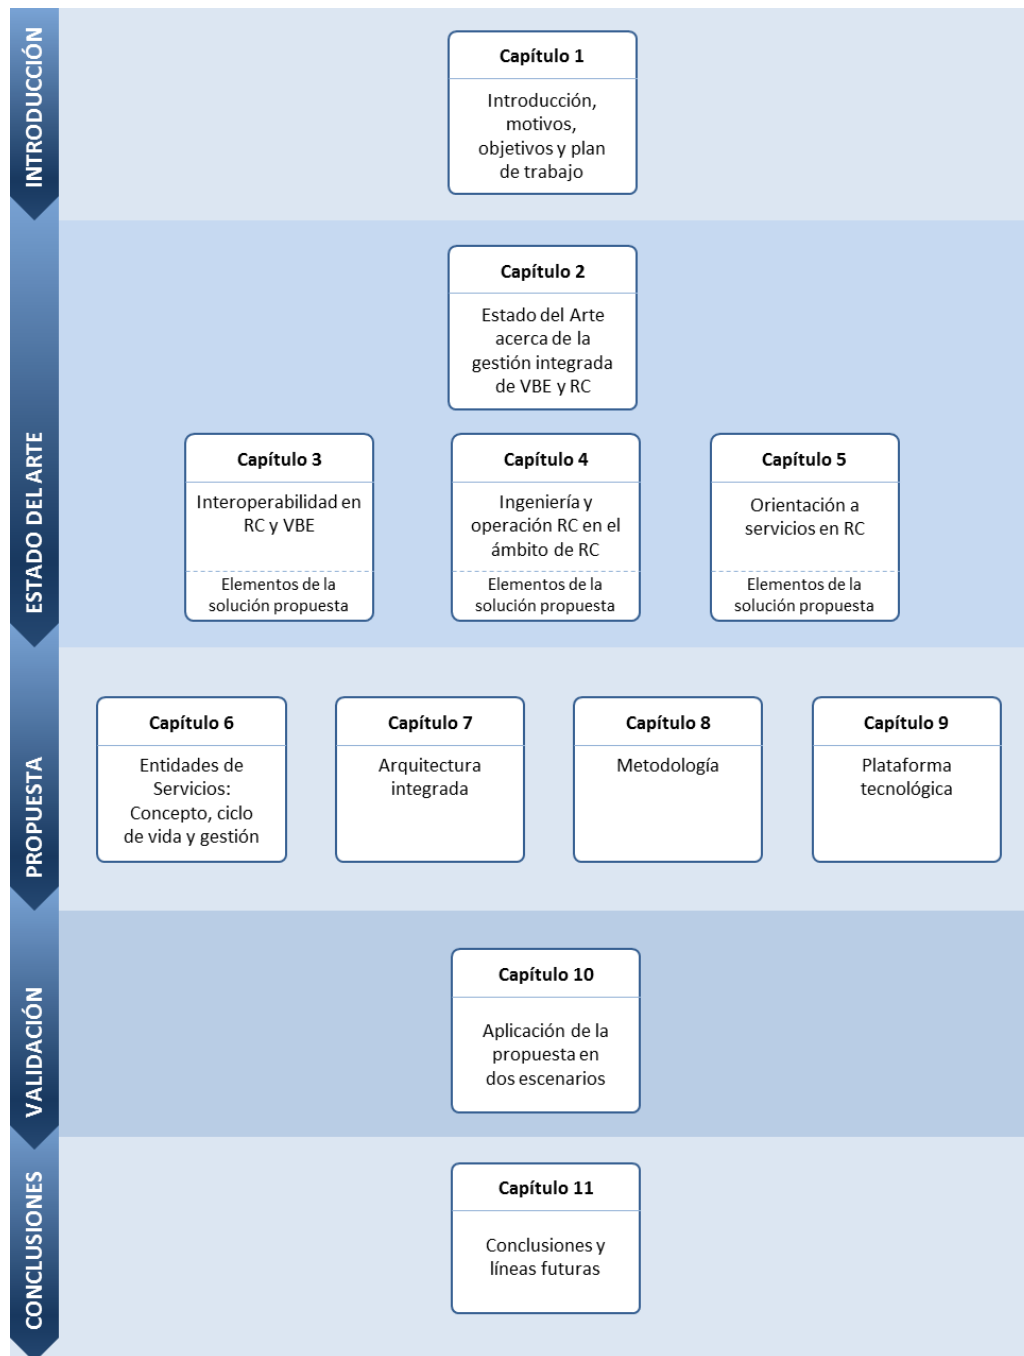 INTRODUCCIÓN
Capítulo 1
Introducción,
motivos,
objetivos y plan
de trabajo
ESTADO DEL ARTE
Capítulo 2
Estado del Arte
acerca de la
gestión integrada
de VBE y RC
Capítulo 3
Interoperabilidad en
RC y VBE
Elementos de la
solución propuesta
Capítulo 4
Ingeniería y
operación RC en el
ámbito de RC
Elementos de la
solución propuesta
Capítulo 5
Orientación a
servicios en RC
Elementos de la
solución propuesta
PROPUESTA
Capítulo 6
Entidades de
Servicios:
Concepto, ciclo
de vida y gestión
Capítulo 7
Arquitectura
integrada
Capítulo 8
Metodología
Capítulo 9
Plataforma
tecnológica
VALIDACIÓN
Capítulo 10
Aplicación de la
propuesta en
dos escenarios
CONCLUSIONES
Capítulo 11
Conclusiones y
líneas futuras